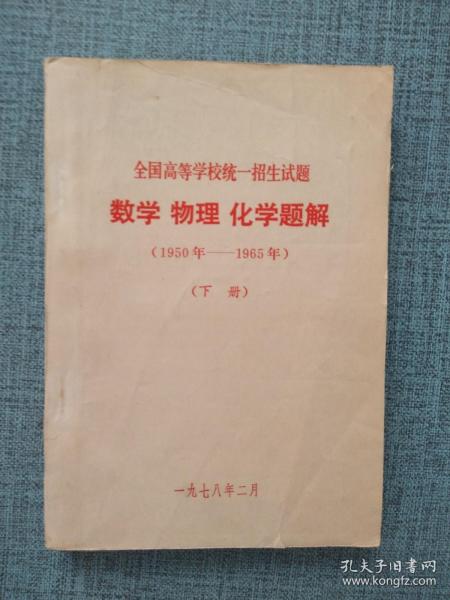 全国高等学校统一招生试题
数学 物理 化学题解
（1950年——1965年）
（下 册）
一九七八年二月
孔夫子旧书网
www.kongfz.com